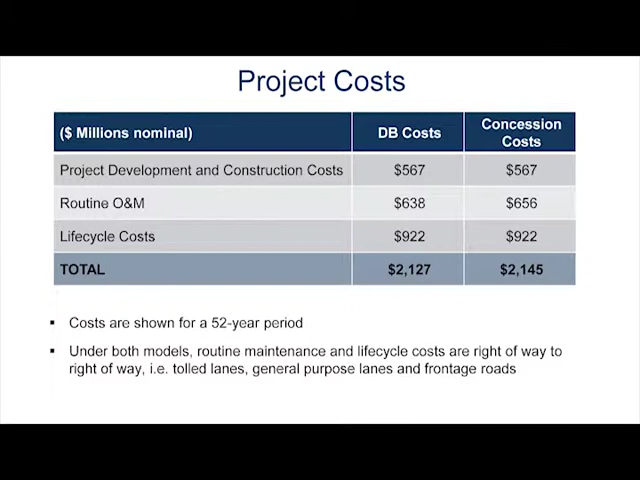 Project Costs
($ Millions nominal) DB Costs Concession Costs
Project Development and Construction Costs $567 $567
Routine O&M $638 $656
Lifecycle Costs $922 $922
TOTAL $2,127 $2,145
▪ Costs are shown for a 52-year period
▪ Under both models, routine maintenance and lifecycle costs are right of way to
right of way, i.e. tolled lanes, general purpose lanes and frontage roads